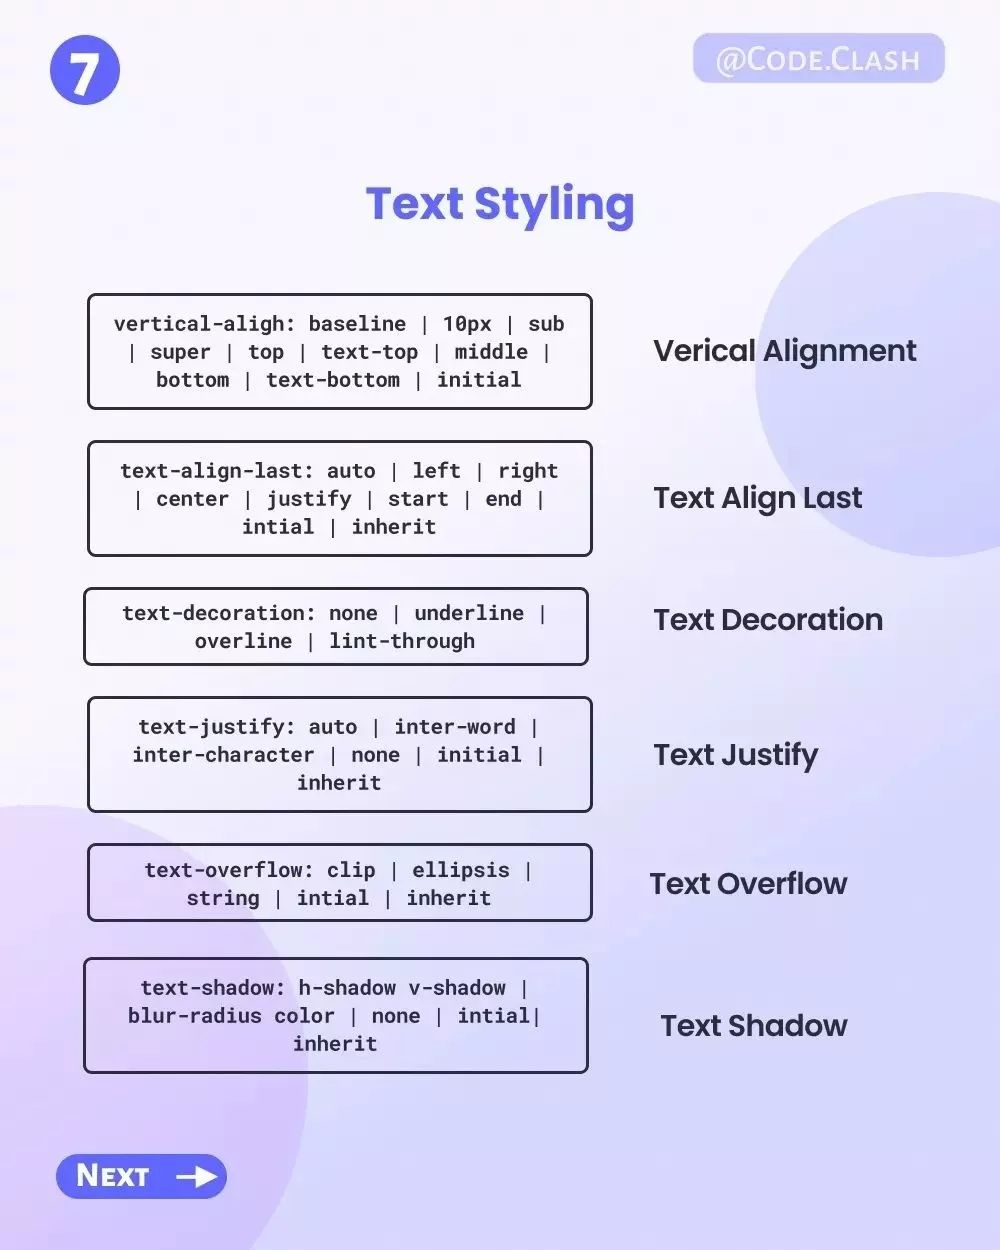 7
@Code.Clash
Text Styling
vertical-aligh: baseline | 10px | sub
| super | top | text-top | middle |
bottom | text-bottom | initial
Verical Alignment
text-align-last: auto | left | right
| center | justify | start | end |
intial | inherit
Text Align Last
text-decoration: none | underline |
overline | lint-through
Text Decoration
text-justify: auto | inter-word |
inter-character | none | initial |
inherit
Text Justify
text-overflow: clip | ellipsis |
string | intial | inherit
Text Overflow
text-shadow: h-shadow v-shadow |
blur-radius color | none | intial|
inherit
Text Shadow
Next